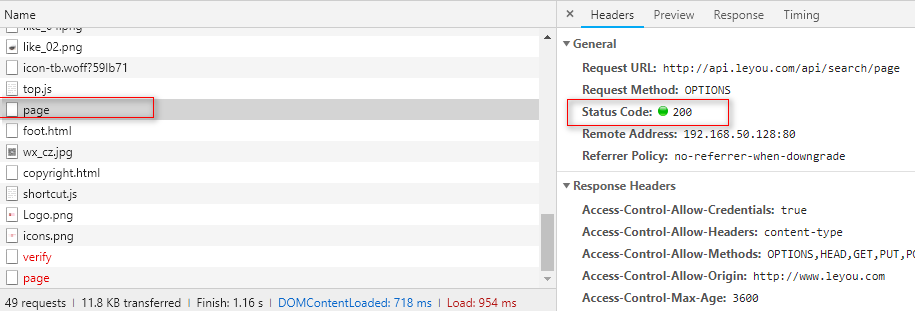 Name
like_02.png
icon-tb.woff?59lb71
top.js
page
foot.html
wx_cz.jpg
copyright.html
shortcut.js
Logo.png
icons.png
verify
page
49 requests | 11.8 KB transferred | Finish: 1.16 s | DOMContentLoaded: 718 ms | Load: 954 ms
× Headers Preview Response Timing
▼ General
Request URL: http://api.leyou.com/api/search/page
Request Method: OPTIONS
Status Code: 200
Remote Address: 192.168.50.128:80
Referrer Policy: no-referrer-when-downgrade
▼ Response Headers
Access-Control-Allow-Credentials: true
Access-Control-Allow-Headers: content-type
Access-Control-Allow-Methods: OPTIONS,HEAD,GET,PUT,PO
Access-Control-Allow-Origin: http://www.leyou.com
Access-Control-Max-Age: 3600